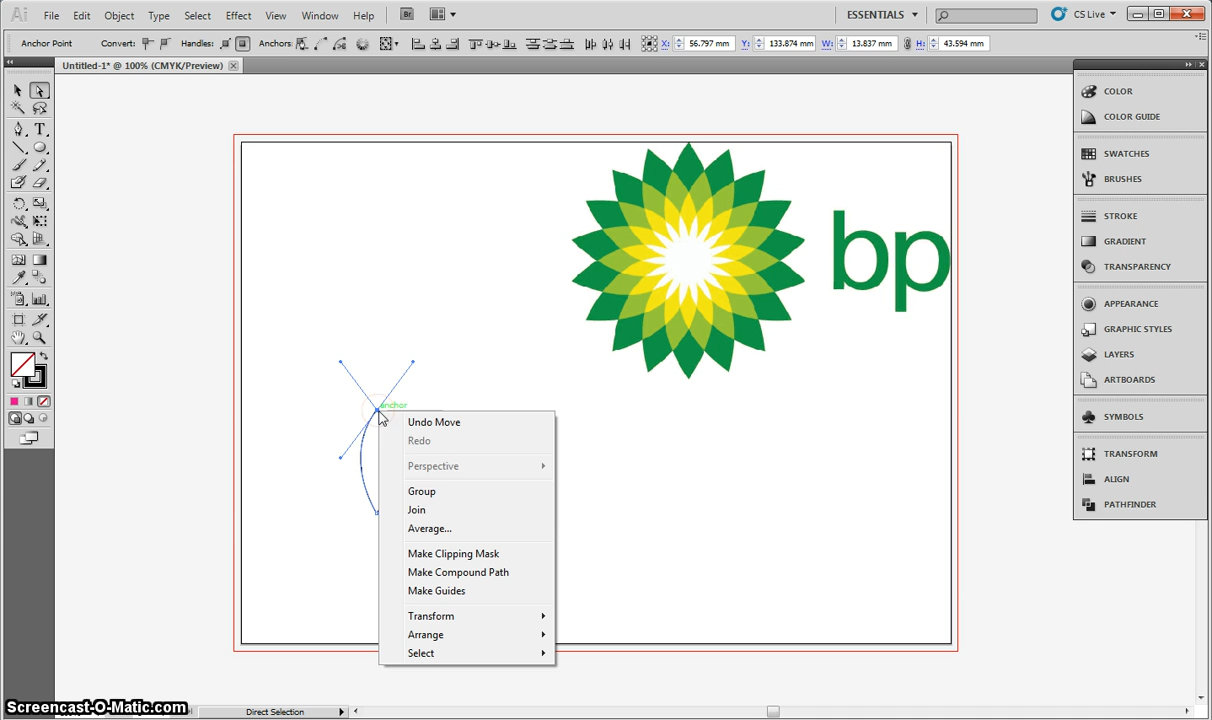 Ai File Edit Object Type Select Effect View Window Help Br ESSENTIALS CS Live
Anchor Point Convert: Handles: Anchors: X: 56.797 mm Y: 133.874 mm W: 13.837 mm H: 43.594 mm
Untitled-1* @ 100% (CMYK/Preview)
T
COLOR
COLOR GUIDE
SWATCHES
BRUSHES
STROKE
GRADIENT
TRANSPARENCY
APPEARANCE
GRAPHIC STYLES
LAYERS
ARTBOARDS
SYMBOLS
TRANSFORM
ALIGN
PATHFINDER
bp
anchor
Undo Move
Redo
Perspective
Group
Join
Average...
Make Clipping Mask
Make Compound Path
Make Guides
Transform
Arrange
Select
Screencast-O-Matic.com
Direct Selection